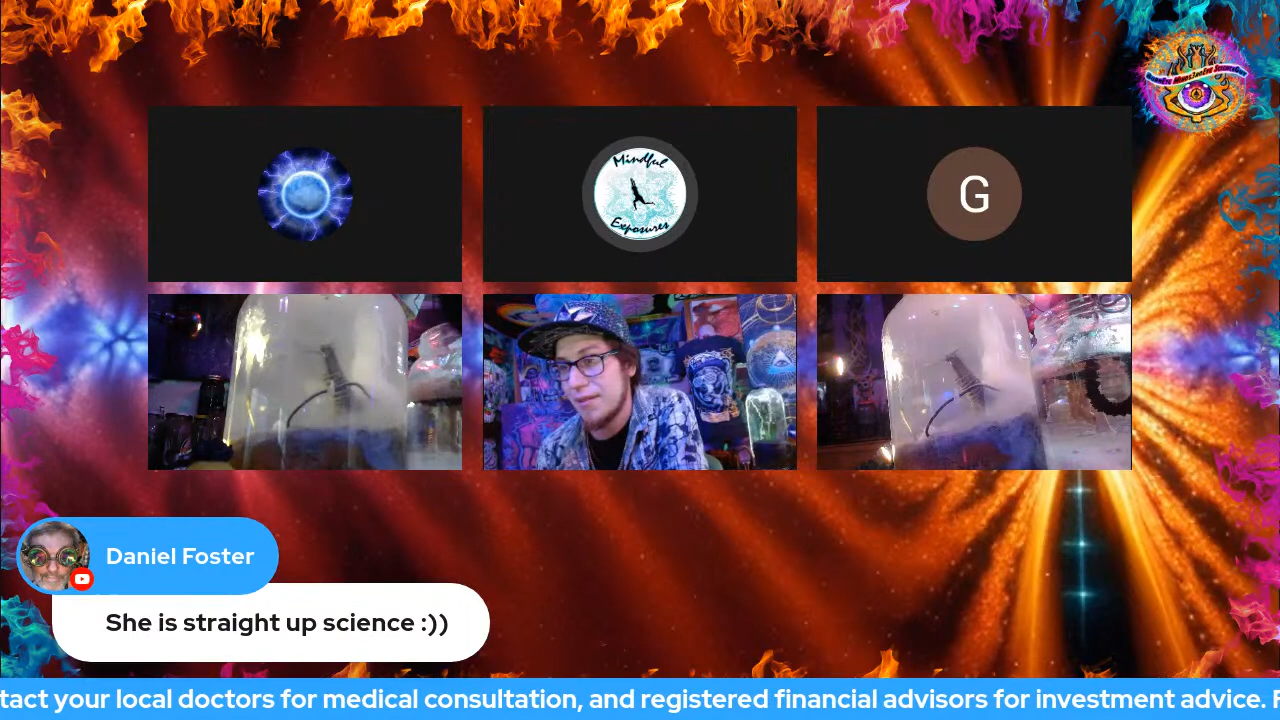 Mindful
Exposures
G
Daniel Foster
She is straight up science :))
tact your local doctors for medical consultation, and registered financial advisors for investment advice. F